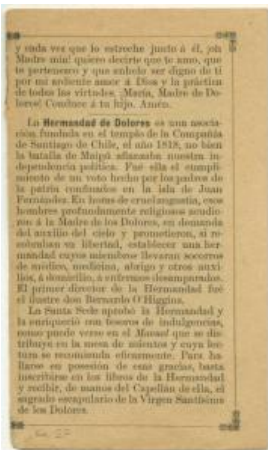 y cada vez que lo estreche junto á él, ¡oh
Madre mia! quiero decirte que te amo, que
te pertenezco y que anhelo ser digno de ti
por mi ardiente amor á Dios y la práctica
de todas las virtudes. ¡María, Madre de Do-
lores! Conduce á tu hijo. Amén.
La Hermandad de Dolores es una asocia-
ción fundada en el templo de la Compañía
de Santiago de Chile, el año 1818, no bien
la batalla de Maipú afianzaba nuestra in-
dependencia política. Fué ella el cumpli-
miento de un voto hecho por los padres de
la patria confinados en la isla de Juan
Fernández. En horas de cruel angustia, esos
hombres profundamente religiosos acudie-
ron á la Madre de los Dolores, en demanda
del auxilio del cielo y prometieron, si re-
cobraban su libertad, establecer una her-
mandad cuyos miembros llevaran socorros
de médico, medicina, abrigo y otros auxi-
lios, á domicilio, á enfermos desamparados.
El primer director de la Hermandad fué
el ilustre don Bernardo O'Higgins.
La Santa Sede aprobó la Hermandad y
la enriqueció con tesoros de indulgencias,
como puede verse en el Manual que se dis-
tribuye en la mesa de asientos y cuya lec-
tura se recomienda eficazmente. Para ha-
llarse en posesión de esas gracias, basta
inscribirse en los libros de la Hermandad
y recibir, de manos del Capellán de ella, el
sagrado escapulario de la Virgen Santísima
de los Dolores.